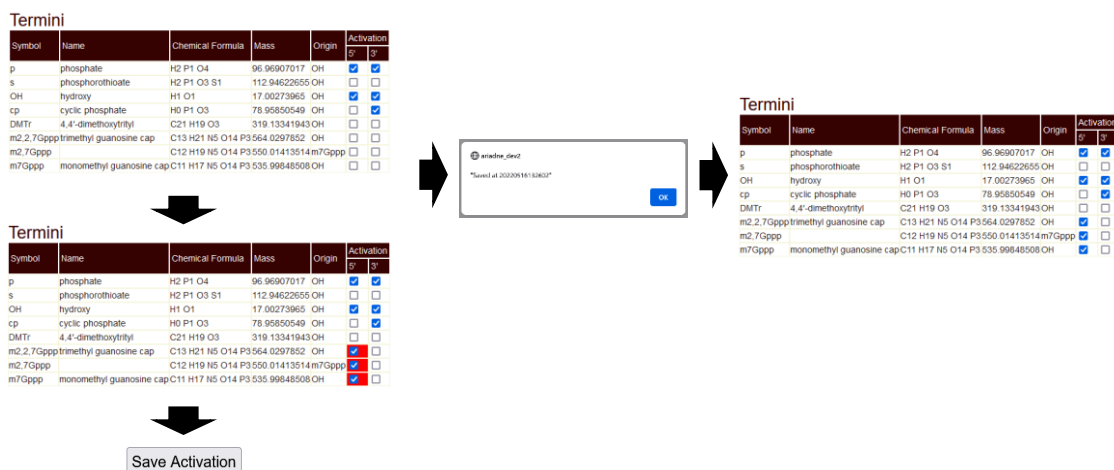 Termini
Symbol Name Chemical Formula Mass Origin Activation
5' 3'
p phosphate H2 P1 O4 96.96907017 OH
s phosphorothioate H2 P1 O3 S1 112.94622655 OH
OH hydroxy H1 O1 17.00273965 OH
cp cyclic phosphate H0 P1 O3 78.95850549 OH
DMTr 4,4'-dimethoxytrityl C21 H19 O3 319.13341943 OH
m2,2,7Gppp trimethyl guanosine cap C13 H21 N5 O14 P3 564.0297852 OH
m2,7Gppp C12 H19 N5 O14 P3 550.01413514 m7Gppp
m7Gppp monomethyl guanosine cap C11 H17 N5 O14 P3 535.99848508 OH
Termini
Symbol Name Chemical Formula Mass Origin Activation
5' 3'
p phosphate H2 P1 O4 96.96907017 OH
s phosphorothioate H2 P1 O3 S1 112.94622655 OH
OH hydroxy H1 O1 17.00273965 OH
cp cyclic phosphate H0 P1 O3 78.95850549 OH
DMTr 4,4'-dimethoxytrityl C21 H19 O3 319.13341943 OH
m2,2,7Gppp trimethyl guanosine cap C13 H21 N5 O14 P3 564.0297852 OH
m2,7Gppp C12 H19 N5 O14 P3 550.01413514 m7Gppp
m7Gppp monomethyl guanosine cap C11 H17 N5 O14 P3 535.99848508 OH
Save Activation
ariadne_dev2
"Saved at 20220516132602"
OK
Termini
Symbol Name Chemical Formula Mass Origin Activation
5' 3'
p phosphate H2 P1 O4 96.96907017 OH
s phosphorothioate H2 P1 O3 S1 112.94622655 OH
OH hydroxy H1 O1 17.00273965 OH
cp cyclic phosphate H0 P1 O3 78.95850549 OH
DMTr 4,4'-dimethoxytrityl C21 H19 O3 319.13341943 OH
m2,2,7Gppp trimethyl guanosine cap C13 H21 N5 O14 P3 564.0297852 OH
m2,7Gppp C12 H19 N5 O14 P3 550.01413514 m7Gppp
m7Gppp monomethyl guanosine cap C11 H17 N5 O14 P3 535.99848508 OH